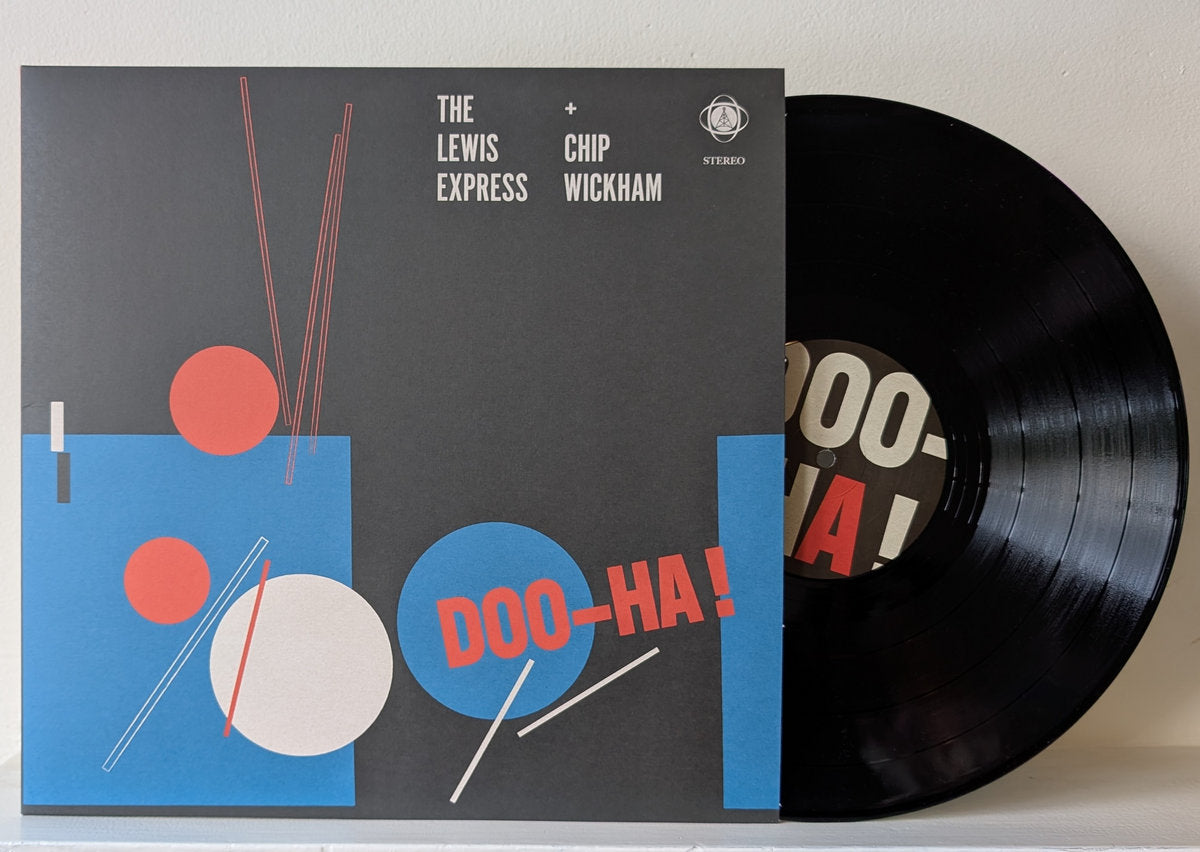 THE
LEWIS
EXPRESS
+
CHIP
WICKHAM
STEREO
DOO-HA!
DOO-
HA!